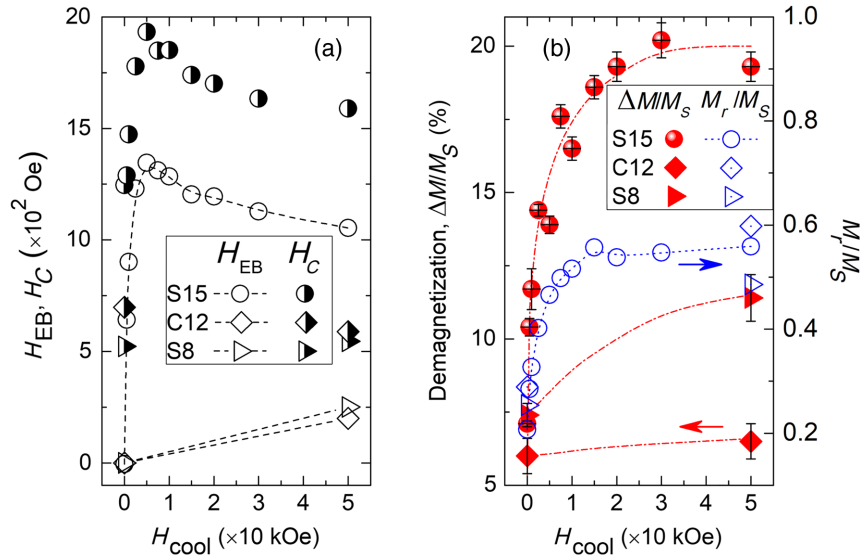 (a)
20
15
10
5
0
H_EB, H_C (×10² Oe)
H_EB H_C
S15
C12
S8
0 1 2 3 4 5
H_cool (×10 kOe)
(b)
20
15
10
5
Demagnetization, ΔM/M_S (%)
ΔM/M_S M_r/M_S
S15
C12
S8
1.0
0.8
0.6
0.4
0.2
M_r/M_S
0 1 2 3 4 5
H_cool (×10 kOe)